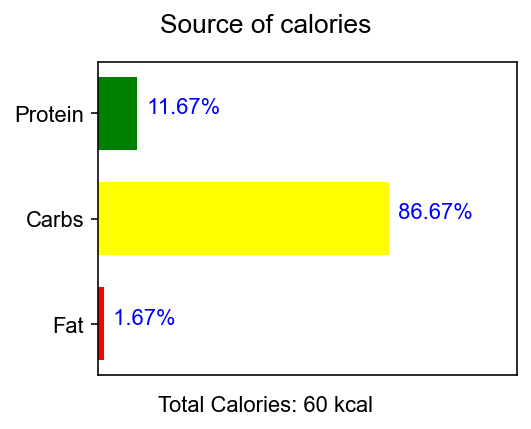 Source of calories
Protein 11.67%
Carbs 86.67%
Fat 1.67%
Total Calories: 60 kcal